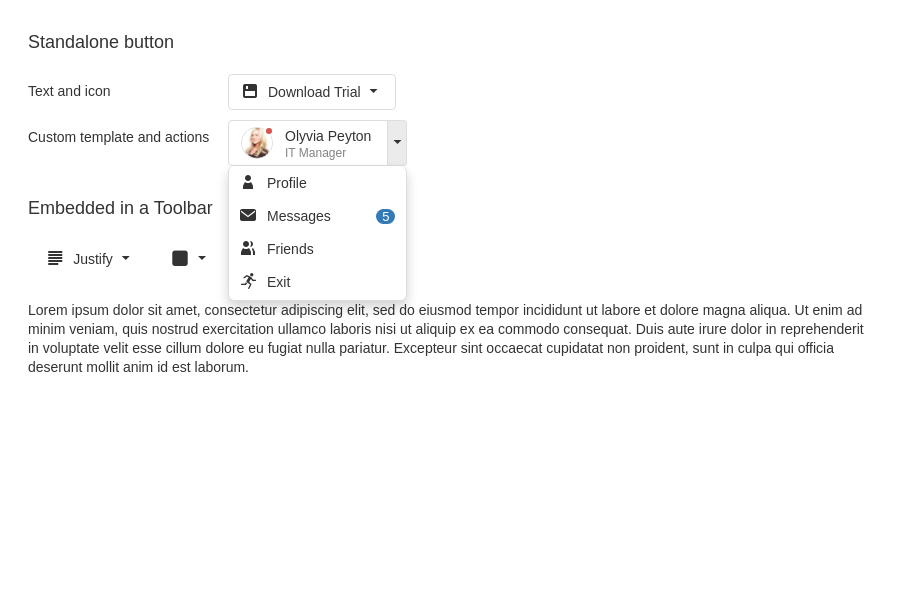 Standalone button
Text and icon
Download Trial
Custom template and actions
Olyvia Peyton
IT Manager
Profile
Messages
5
Friends
Exit
Embedded in a Toolbar
Justify
Lorem ipsum dolor sit amet, consectetur adipiscing elit, sed do eiusmod tempor incididunt ut labore et dolore magna aliqua. Ut enim ad
minim veniam, quis nostrud exercitation ullamco laboris nisi ut aliquip ex ea commodo consequat. Duis aute irure dolor in reprehenderit
in voluptate velit esse cillum dolore eu fugiat nulla pariatur. Excepteur sint occaecat cupidatat non proident, sunt in culpa qui officia
deserunt mollit anim id est laborum.